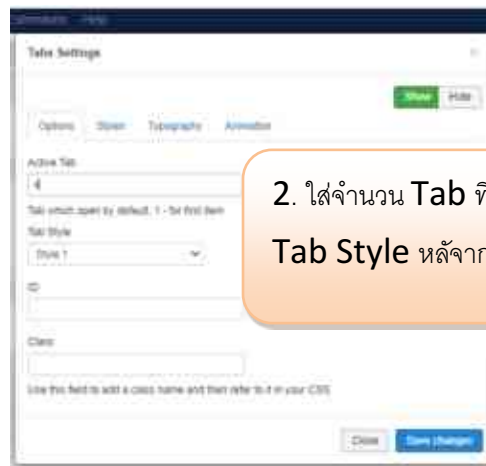 Extensions Help
Tabs Settings
×
Show Hide
Options Styles Typography Animation
Active Tab
Tab which open by default, 1 - for first item
Tab Style
Style 1
ID
Class
Use this field to add a class name and then refer to it in your CSS
Close Save changes
2. ใส่จำนวน Tab ที
Tab Style หลัจาก